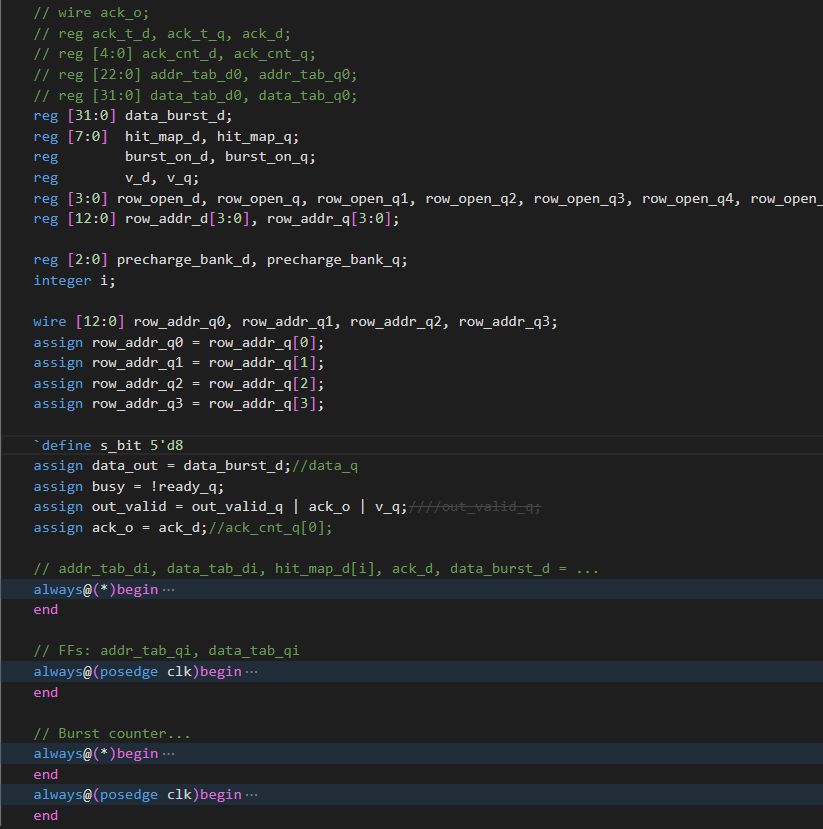 // wire ack_o;
// reg ack_t_d, ack_t_q, ack_d;
// reg [4:0] ack_cnt_d, ack_cnt_q;
// reg [22:0] addr_tab_d0, addr_tab_q0;
// reg [31:0] data_tab_d0, data_tab_q0;
reg [31:0] data_burst_d;
reg [7:0]  hit_map_d, hit_map_q;
reg        burst_on_d, burst_on_q;
reg        v_d, v_q;
reg [3:0] row_open_d, row_open_q, row_open_q1, row_open_q2, row_open_q3, row_open_q4, row_open_
reg [12:0] row_addr_d[3:0], row_addr_q[3:0];
reg [2:0] precharge_bank_d, precharge_bank_q;
integer i;
wire [12:0] row_addr_q0, row_addr_q1, row_addr_q2, row_addr_q3;
assign row_addr_q0 = row_addr_q[0];
assign row_addr_q1 = row_addr_q[1];
assign row_addr_q2 = row_addr_q[2];
assign row_addr_q3 = row_addr_q[3];
`define s_bit 5'd8
assign data_out = data_burst_d;//data_q
assign busy = !ready_q;
assign out_valid = out_valid_q | ack_o | v_q;////out_valid_q;
assign ack_o = ack_d;//ack_cnt_q[0];
// addr_tab_di, data_tab_di, hit_map_d[i], ack_d, data_burst_d = ...
always@(*)begin ···
end
// FFs: addr_tab_qi, data_tab_qi
always@(posedge clk)begin ···
end
// Burst counter...
always@(*)begin ···
end
always@(posedge clk)begin ···
end